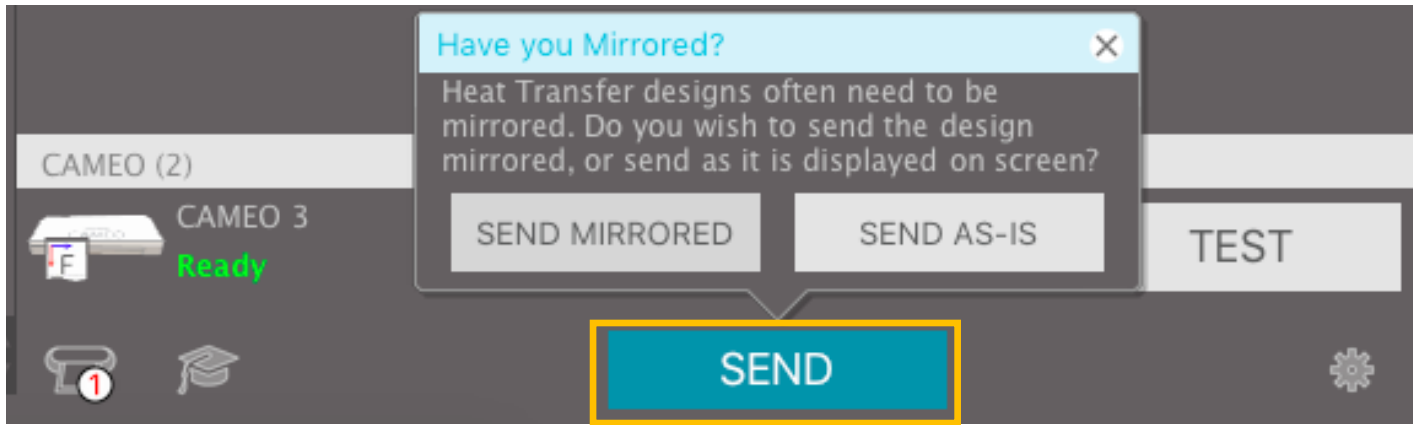 Have you Mirrored?
Heat Transfer designs often need to be
mirrored. Do you wish to send the design
mirrored, or send as it is displayed on screen?
SEND MIRRORED
SEND AS-IS
CAMEO (2)
CAMEO 3
Ready
F
TEST
1
SEND